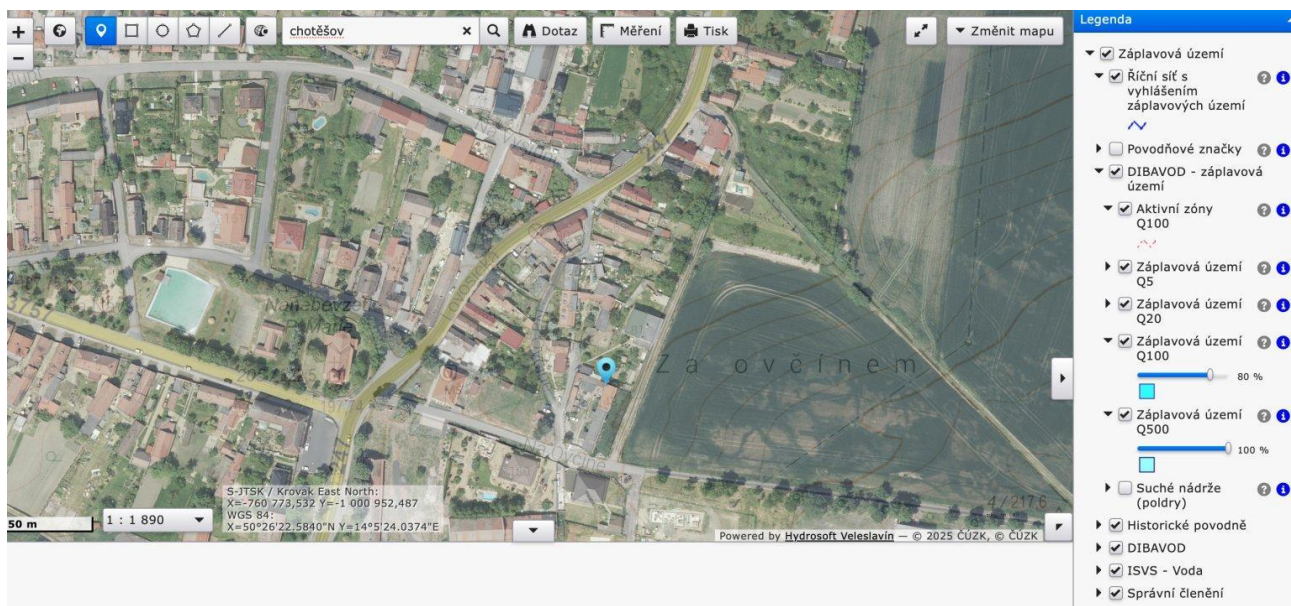 +
−
chotěšov
×
Dotaz
Měření
Tisk
Změnit mapu
Legenda
Záplavová území
Říční síť s
vyhlášením
záplavových území
Povodňové značky
DIBAVOD - záplavová
území
Aktivní zóny
Q100
Záplavová území
Q5
Záplavová území
Q20
Záplavová území
Q100
80 %
Záplavová území
Q500
100 %
Suché nádrže
(poldry)
Historické povodně
DIBAVOD
ISVS - Voda
Správní členění
Za ovčínem
S-JTSK / Krovak East North:
X=-760 773,532 Y=-1 000 952,487
WGS 84:
X=50°26'22.5840"N Y=14°5'24.0374"E
50 m
1 : 1 890
Powered by Hydrosoft Veleslavín — © 2025 ČÚZK, © ČÚZK